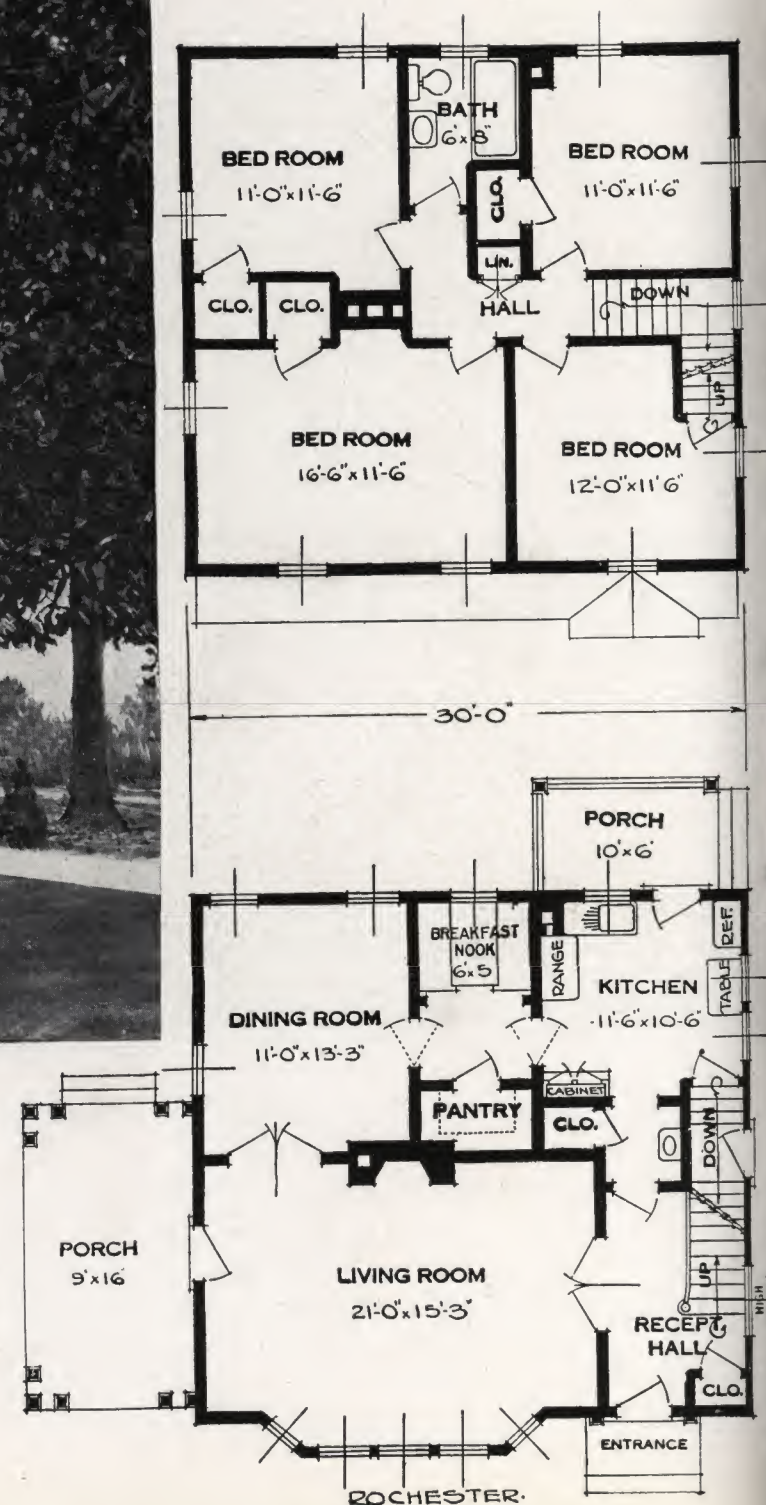 BATH
6'x8'
BED ROOM
11'-0"x11'-6"
BED ROOM
11'-0"x11'-6"
CLO.
LIN.
CLO.
CLO.
HALL
DOWN
UP
BED ROOM
16'-6"x11'-6"
BED ROOM
12'-0"x11'6"
30'-0"
PORCH
10'x6'
BREAKFAST
NOOK
6'x5'
RANGE
REF.
TABLE
KITCHEN
11'-6"x10'-6"
DINING ROOM
11'-0"x13'-3"
CABINET
PANTRY
CLO.
DOWN
PORCH
9'x16'
LIVING ROOM
21'-0"x15'-3"
UP
HIGH
RECEPT.
HALL
CLO.
ENTRANCE
ROCHESTER.